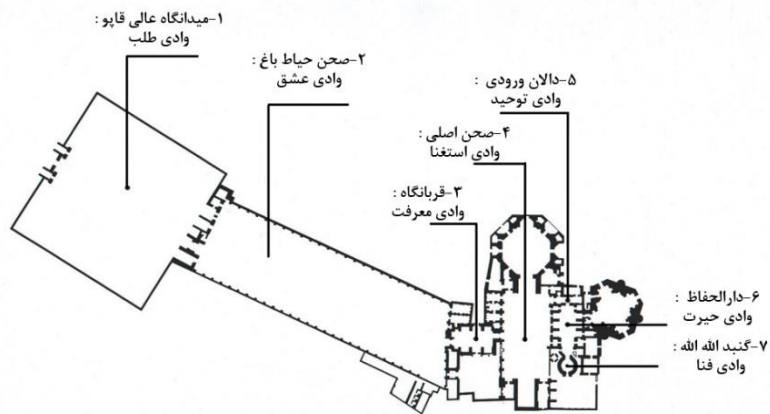 ۱-میدانگاه عالی قاپو :
وادی طلب
۲-صحن حیاط باغ :
وادی عشق
۳-قربانگاه :
وادی معرفت
۴-صحن اصلی :
وادی استغنا
۵-دالان ورودی :
وادی توحید
۶-دارالحفاظ :
وادی حیرت
۷-گنبد الله الله :
وادی فنا